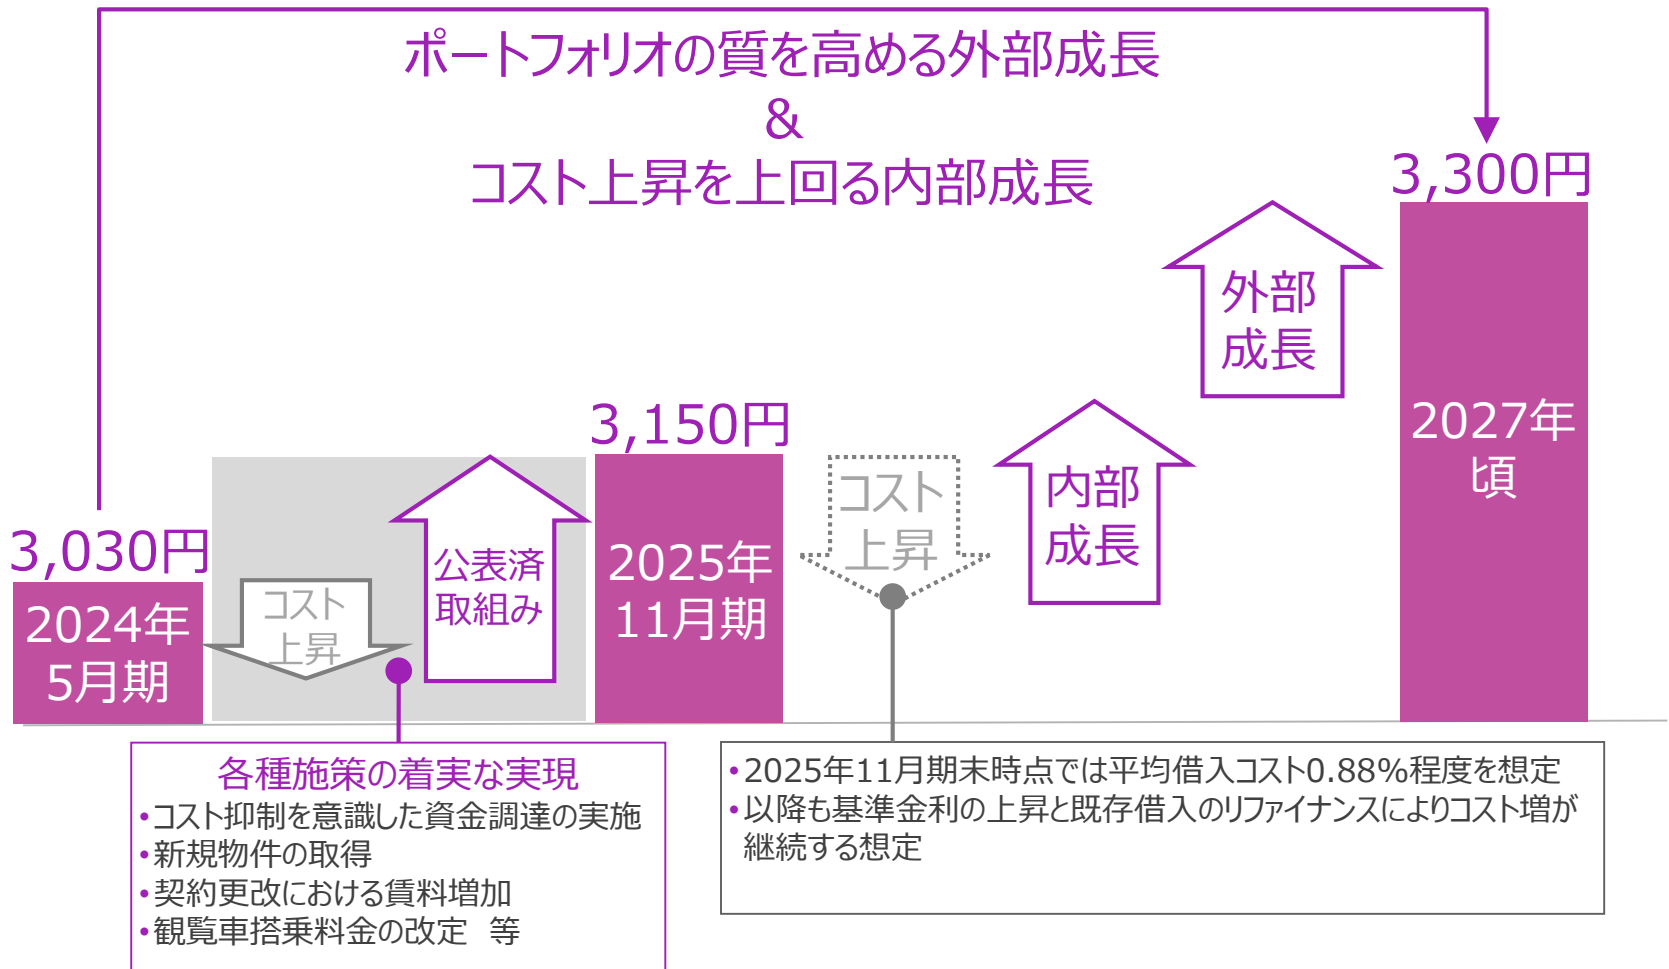 ポートフォリオの質を高める外部成長
&
コスト上昇を上回る内部成長
3,300円
外部
成長
2027年
頃
3,150円
コスト
上昇
内部
成長
3,030円
2024年
5月期
コスト
上昇
公表済
取組み
2025年
11月期
各種施策の着実な実現
•コスト抑制を意識した資金調達の実施
•新規物件の取得
•契約更改における賃料増加
•観覧車搭乗料金の改定　等
•2025年11月期末時点では平均借入コスト0.88%程度を想定
•以降も基準金利の上昇と既存借入のリファイナンスによりコスト増が
継続する想定